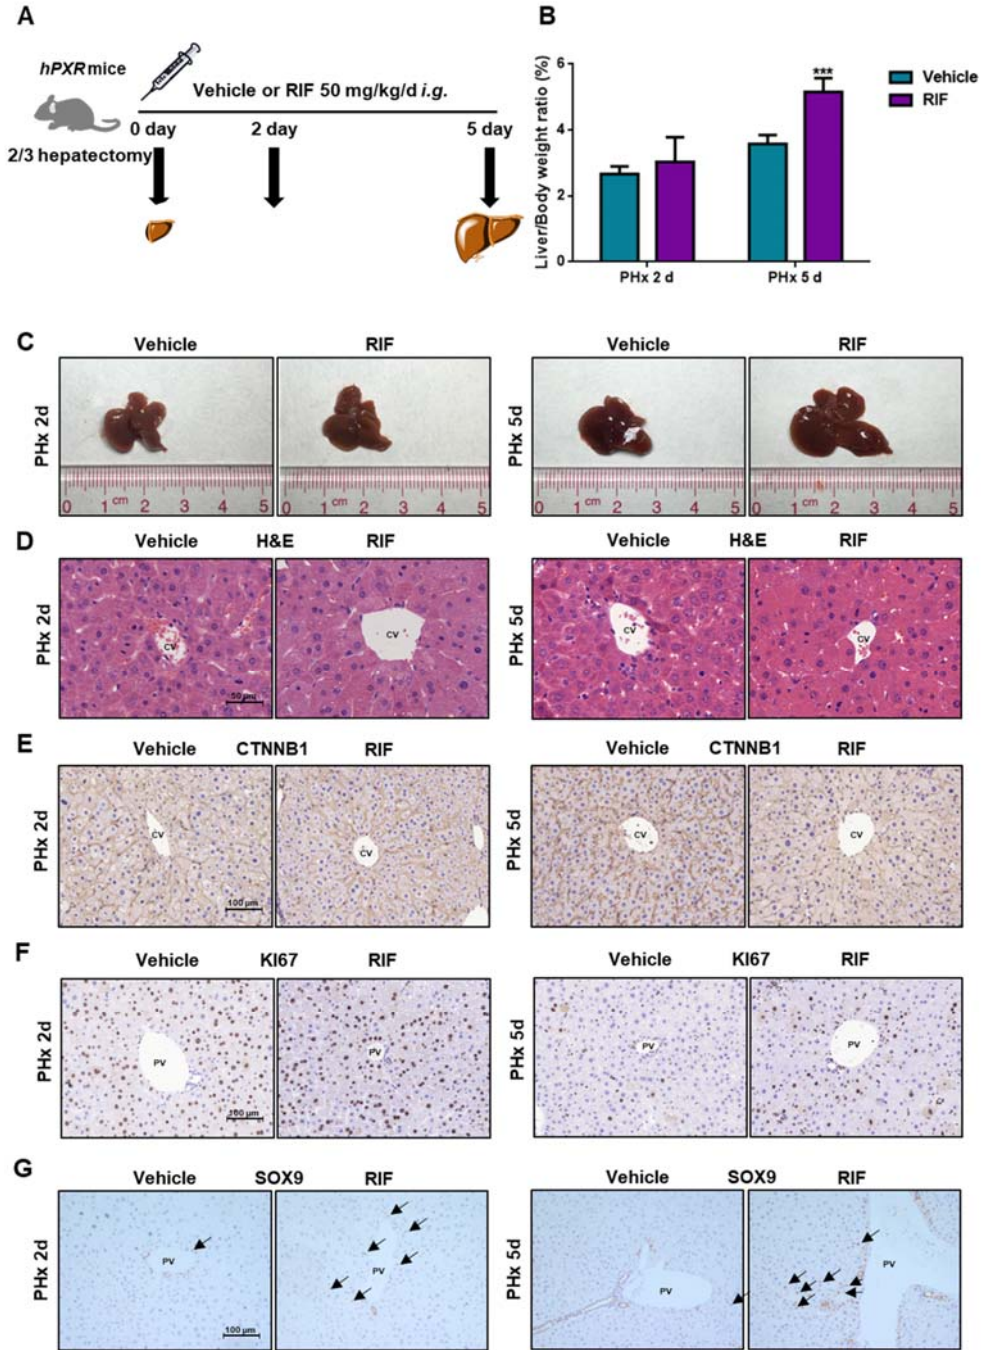 A
hPXR mice
Vehicle or RIF 50 mg/kg/d i.g.
0 day 2 day 5 day
2/3 hepatectomy
B
Liver/Body weight ratio (%)
6
4
2
0
***
PHx 2 d PHx 5 d
Vehicle
RIF
C
Vehicle RIF Vehicle RIF
PHx 2d
PHx 5d
0 1 cm 2 3 4 5
0 1 cm 2 3 4 5
0 1 cm 2 3 4 5
0 1 cm 2 3 4 5
D
Vehicle H&E RIF Vehicle H&E RIF
PHx 2d
PHx 5d
CV CV CV CV
50 μm
E
Vehicle CTNNB1 RIF Vehicle CTNNB1 RIF
PHx 2d
PHx 5d
CV CV CV CV
100 μm
F
Vehicle KI67 RIF Vehicle KI67 RIF
PHx 2d
PHx 5d
PV PV PV PV
100 μm
G
Vehicle SOX9 RIF Vehicle SOX9 RIF
PHx 2d
PHx 5d
PV PV PV PV
100 μm